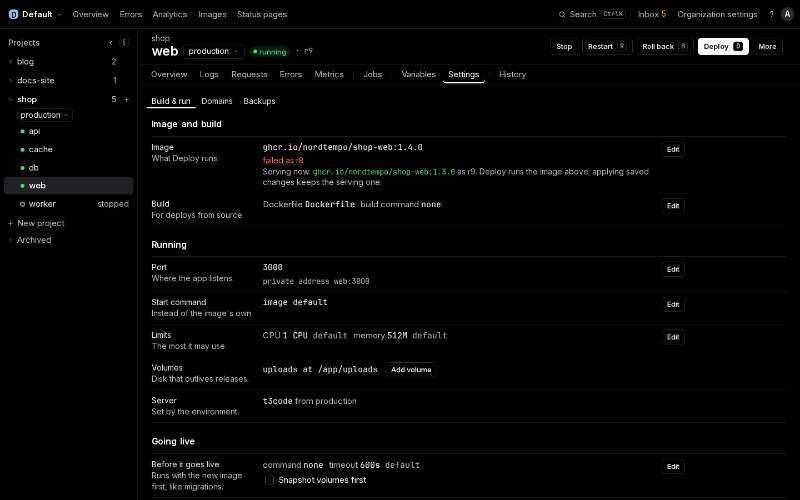 D Default Overview Errors Analytics Images Status pages Search Ctrl K Inbox 5 Organization settings ? A
Projects
blog 2
docs-site 1
shop 5 +
production
api
cache
db
web
worker stopped
+ New project
Archived
shop
web production running · r9 Stop Restart R Roll back Deploy D More
Overview Logs Requests Errors Metrics Jobs Variables Settings History
Build & run Domains Backups
Image and build
Image ghcr.io/nordtempo/shop-web:1.4.0 Edit
What Deploy runs.
failed as r8
Serving now: ghcr.io/nordtempo/shop-web:1.3.0 as r9. Deploy runs the image above; applying saved
changes keeps the serving one.
Build Dockerfile Dockerfile build command none Edit
For deploys from source.
Running
Port 3000 Edit
Where the app listens.
private address web:3000
Start command image default Edit
Instead of the image's own.
Limits CPU 1 CPU default memory 512M default Edit
The most it may use.
Volumes uploads at /app/uploads Add volume
Disk that outlives releases.
Server t3code from production
Set by the environment.
Going live
Before it goes live command none timeout 600s default Edit
Runs with the new image
first, like migrations.
Snapshot volumes first